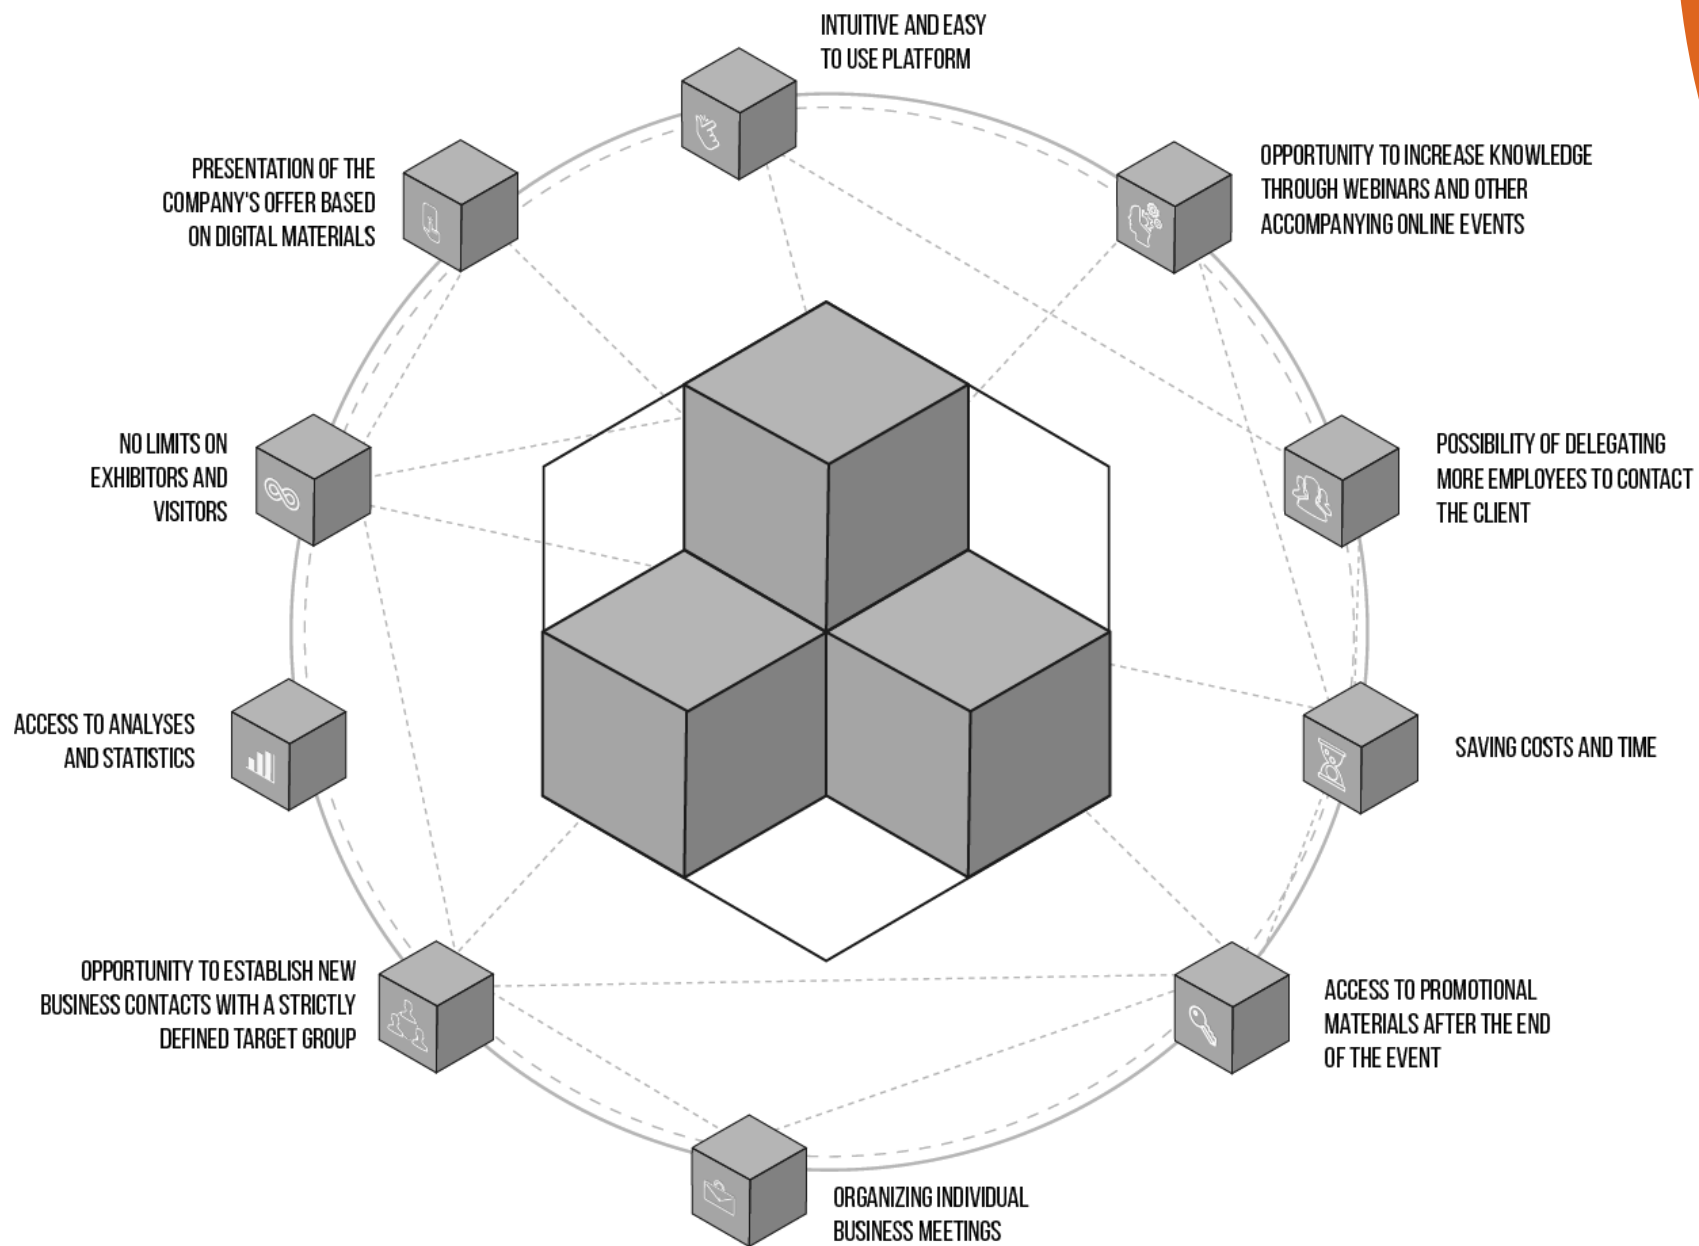 INTUITIVE AND EASY
TO USE PLATFORM
OPPORTUNITY TO INCREASE KNOWLEDGE
THROUGH WEBINARS AND OTHER
ACCOMPANYING ONLINE EVENTS
POSSIBILITY OF DELEGATING
MORE EMPLOYEES TO CONTACT
THE CLIENT
SAVING COSTS AND TIME
ACCESS TO PROMOTIONAL
MATERIALS AFTER THE END
OF THE EVENT
ORGANIZING INDIVIDUAL
BUSINESS MEETINGS
OPPORTUNITY TO ESTABLISH NEW
BUSINESS CONTACTS WITH A STRICTLY
DEFINED TARGET GROUP
ACCESS TO ANALYSES
AND STATISTICS
NO LIMITS ON
EXHIBITORS AND
VISITORS
PRESENTATION OF THE
COMPANY'S OFFER BASED
ON DIGITAL MATERIALS